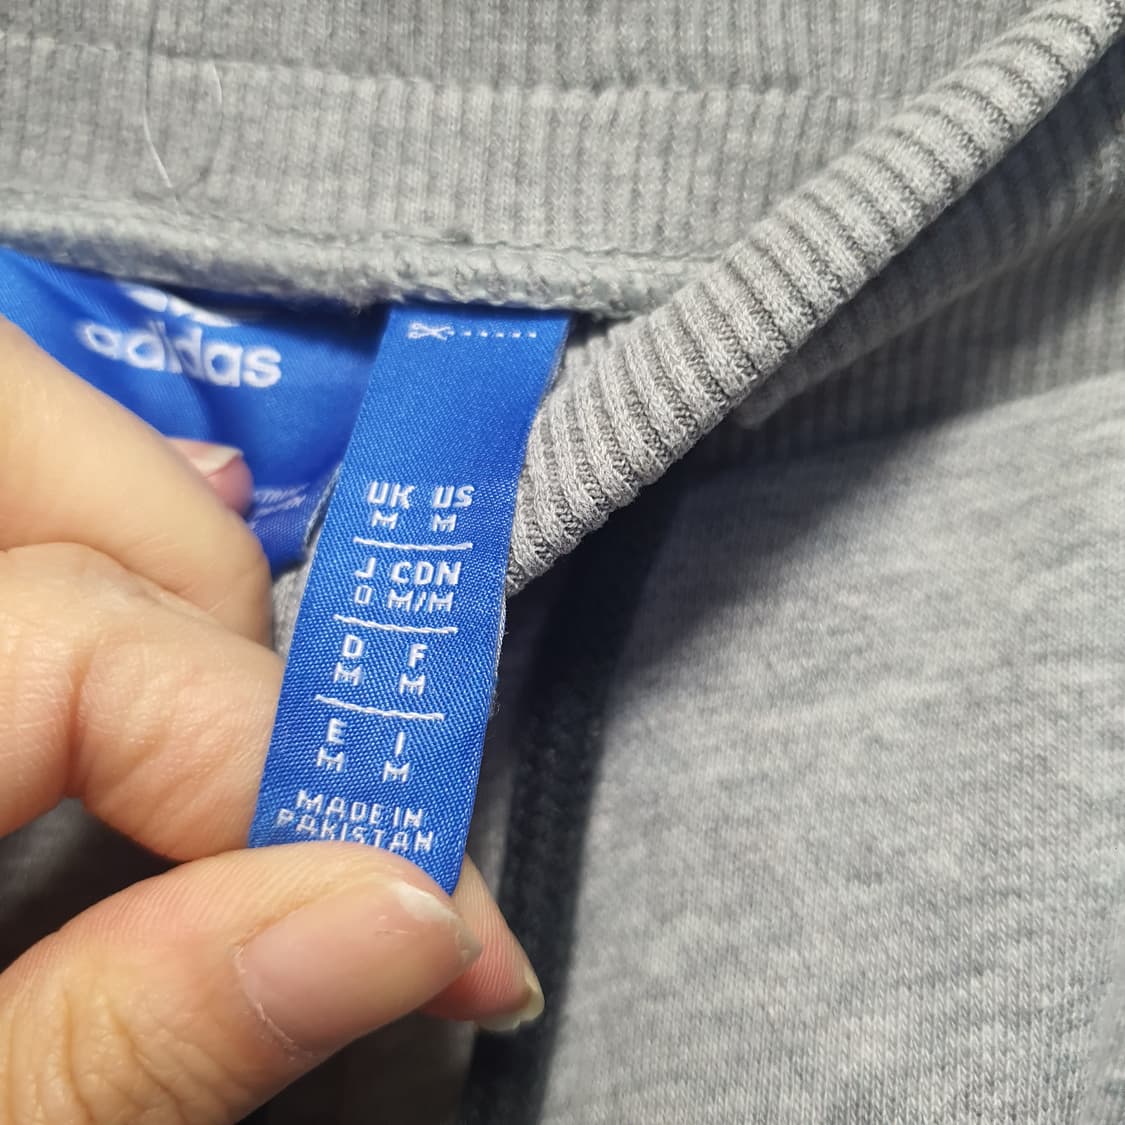 adidas
UK US
M M
J CDN
O M/M
D F
M M
E I
M M
MADE IN
PAKISTAN